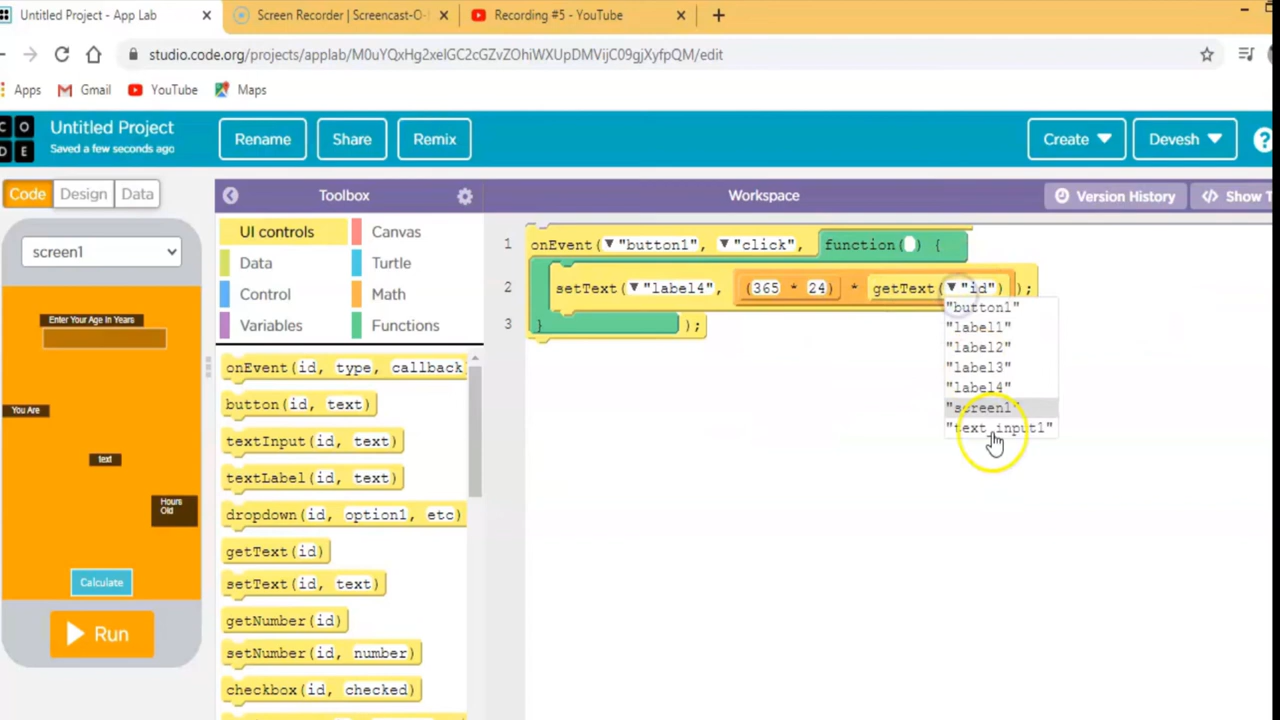 Untitled Project - App Lab
Screen Recorder | Screencast-O-
Recording #5 - YouTube
studio.code.org/projects/applab/M0uYQxHg2xelGC2cGZvZOhiWXUpDMVijC09gjXyfpQM/edit
Apps
Gmail
YouTube
Maps
C O
D E
Untitled Project
Saved a few seconds ago
Rename
Share
Remix
Create
Devesh
?
Code
Design
Data
Toolbox
Workspace
Version History
Show T
screen1
Enter Your Age In Years
You Are
text
Hours
Old
Calculate
Run
UI controls
Canvas
Data
Turtle
Control
Math
Variables
Functions
onEvent(id, type, callback
button(id, text)
textInput(id, text)
textLabel(id, text)
dropdown(id, option1, etc)
getText(id)
setText(id, text)
getNumber(id)
setNumber(id, number)
checkbox(id, checked)
1 onEvent(▼"button1", ▼"click", function( ) {
2 setText(▼"label4", (365 * 24) * getText(▼"id") );
3 } );
"button1"
"label1"
"label2"
"label3"
"label4"
"screen1"
"text_input1"